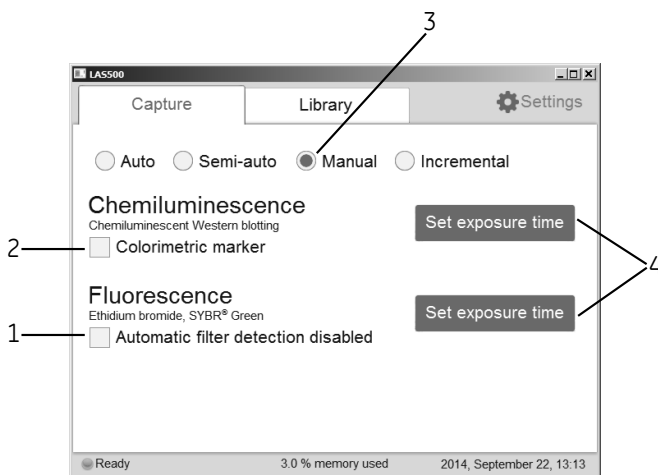 3
LAS500
Capture Library Settings
Auto Semi-auto Manual Incremental
Chemiluminescence
Chemiluminescent Western blotting
Set exposure time
2
Colorimetric marker
4
Fluorescence
Ethidium bromide, SYBR® Green
Set exposure time
1
Automatic filter detection disabled
Ready 3.0 % memory used 2014, September 22, 13:13